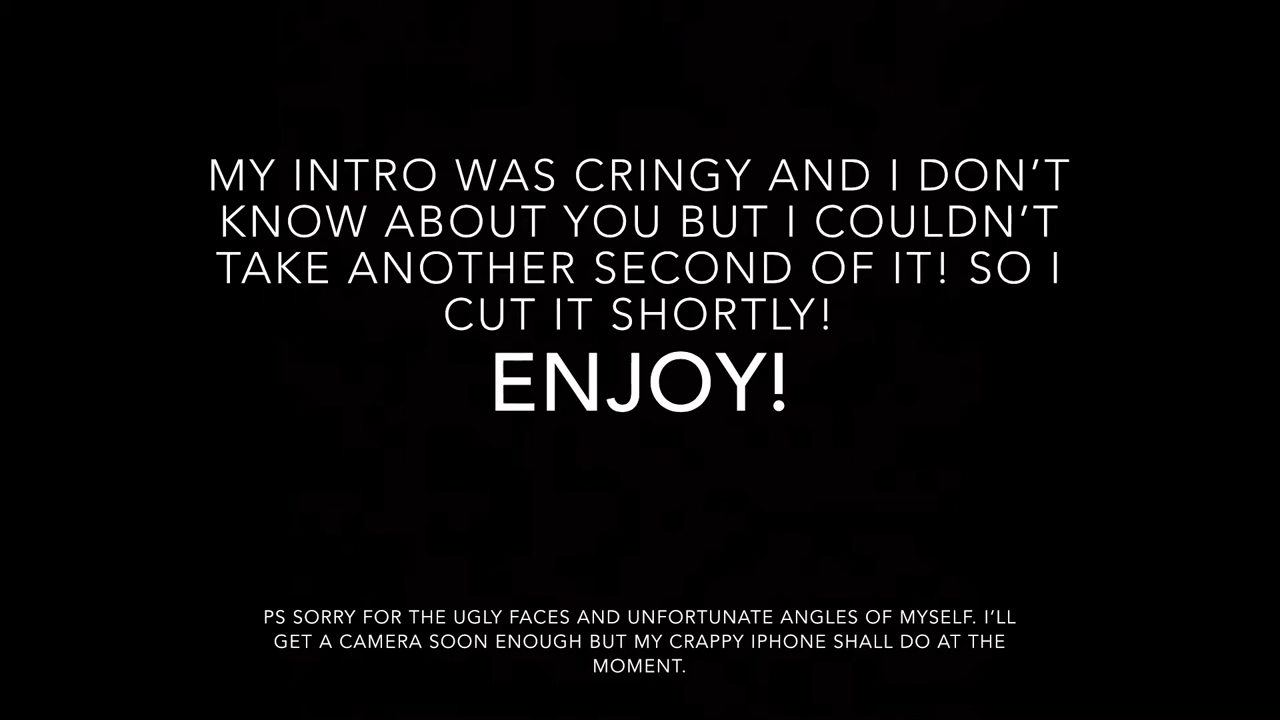 MY INTRO WAS CRINGY AND I DON’T
KNOW ABOUT YOU BUT I COULDN’T
TAKE ANOTHER SECOND OF IT! SO I
CUT IT SHORTLY!
ENJOY!
PS SORRY FOR THE UGLY FACES AND UNFORTUNATE ANGLES OF MYSELF. I’LL
GET A CAMERA SOON ENOUGH BUT MY CRAPPY IPHONE SHALL DO AT THE
MOMENT.